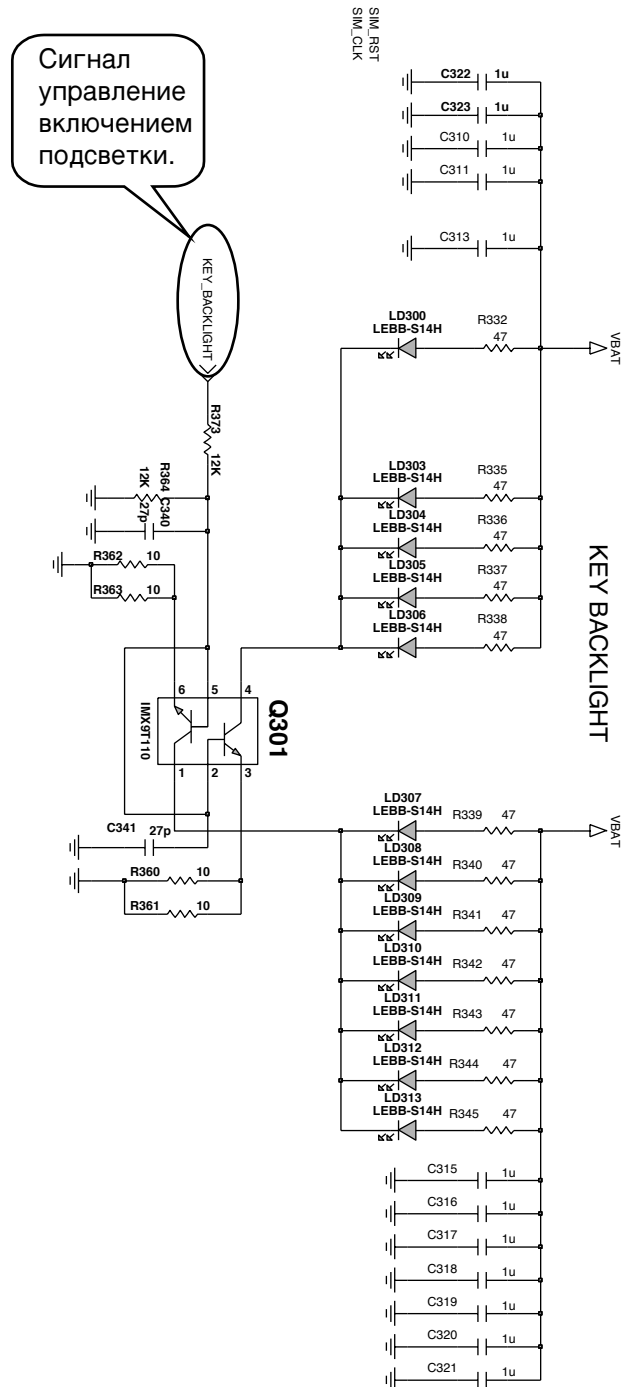 Сигнал
управление
включением
подсветки.
SIM_RST
SIM_CLK
C322 1u
C323 1u
C310 1u
C311 1u
C313 1u
VBAT
KEY_BACKLIGHT
R373
12K
R364
12K
C340
27p
R362 10
R363 10
LD300
LEBB-S14H
R332
47
LD303
LEBB-S14H
R335
47
LD304
LEBB-S14H
R336
47
LD305
LEBB-S14H
R337
47
LD306
LEBB-S14H
R338
47
KEY BACKLIGHT
6 5 4
Q301
IMX9T110
1 2 3
VBAT
C341 27p
R360 10
R361 10
LD307
LEBB-S14H
R339 47
LD308
LEBB-S14H
R340 47
LD309
LEBB-S14H
R341 47
LD310
LEBB-S14H
R342 47
LD311
LEBB-S14H
R343 47
LD312
LEBB-S14H
R344 47
LD313
LEBB-S14H
R345 47
C315 1u
C316 1u
C317 1u
C318 1u
C319 1u
C320 1u
C321 1u